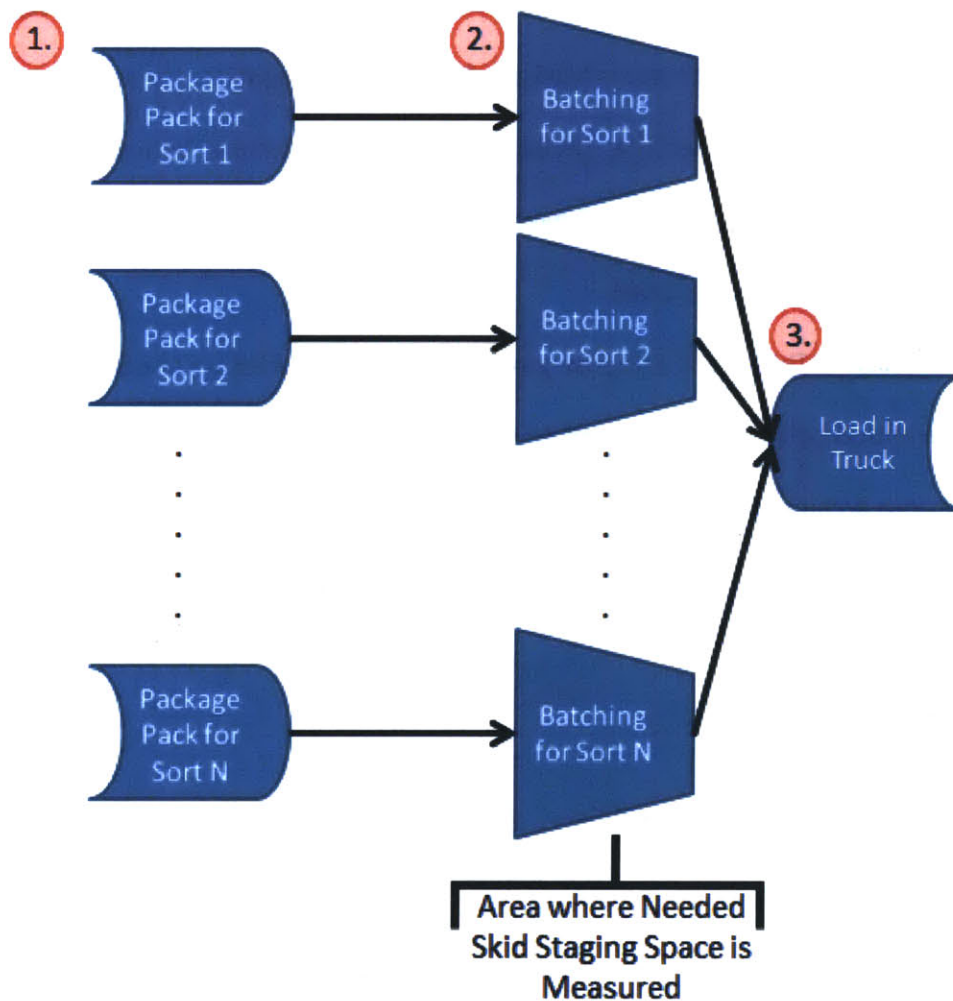 1.
Package
Pack for
Sort 1
2.
Batching
for Sort 1
Package
Pack for
Sort 2
Batching
for Sort 2
3.
Load in
Truck
Package
Pack for
Sort N
Batching
for Sort N
Area where Needed
Skid Staging Space is
Measured